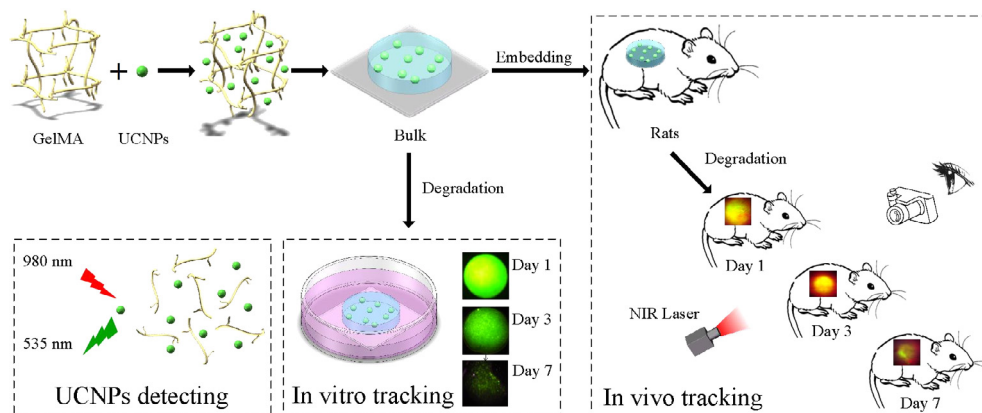 GelMA
UCNPs
Bulk
Embedding
Rats
Degradation
Degradation
980 nm
535 nm
UCNPs detecting
Day 1
Day 3
Day 7
In vitro tracking
Day 1
NIR Laser
Day 3
Day 7
In vivo tracking